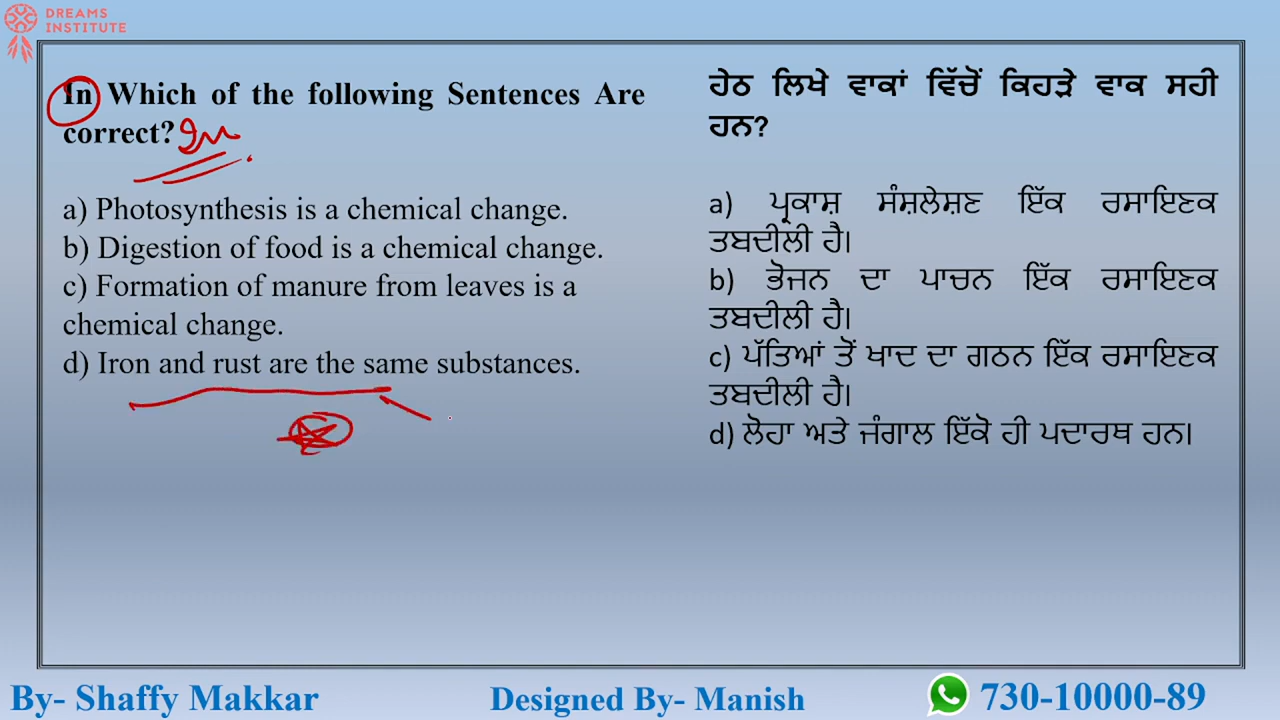 DREAMS
INSTITUTE
In Which of the following Sentences Are
correct?
a) Photosynthesis is a chemical change.
b) Digestion of food is a chemical change.
c) Formation of manure from leaves is a
chemical change.
d) Iron and rust are the same substances.
ਹੇਠ ਲਿਖੇ ਵਾਕਾਂ ਵਿੱਚੋਂ ਕਿਹੜੇ ਵਾਕ ਸਹੀ
ਹਨ?
a) ਪ੍ਰਕਾਸ਼ ਸੰਸ਼ਲੇਸ਼ਣ ਇੱਕ ਰਸਾਇਣਕ
ਤਬਦੀਲੀ ਹੈ।
b) ਭੋਜਨ ਦਾ ਪਾਚਨ ਇੱਕ ਰਸਾਇਣਕ
ਤਬਦੀਲੀ ਹੈ।
c) ਪੱਤਿਆਂ ਤੋਂ ਖਾਦ ਦਾ ਗਠਨ ਇੱਕ ਰਸਾਇਣਕ
ਤਬਦੀਲੀ ਹੈ।
d) ਲੋਹਾ ਅਤੇ ਜੰਗਾਲ ਇੱਕੋ ਹੀ ਪਦਾਰਥ ਹਨ।
By- Shaffy Makkar
Designed By- Manish
730-10000-89